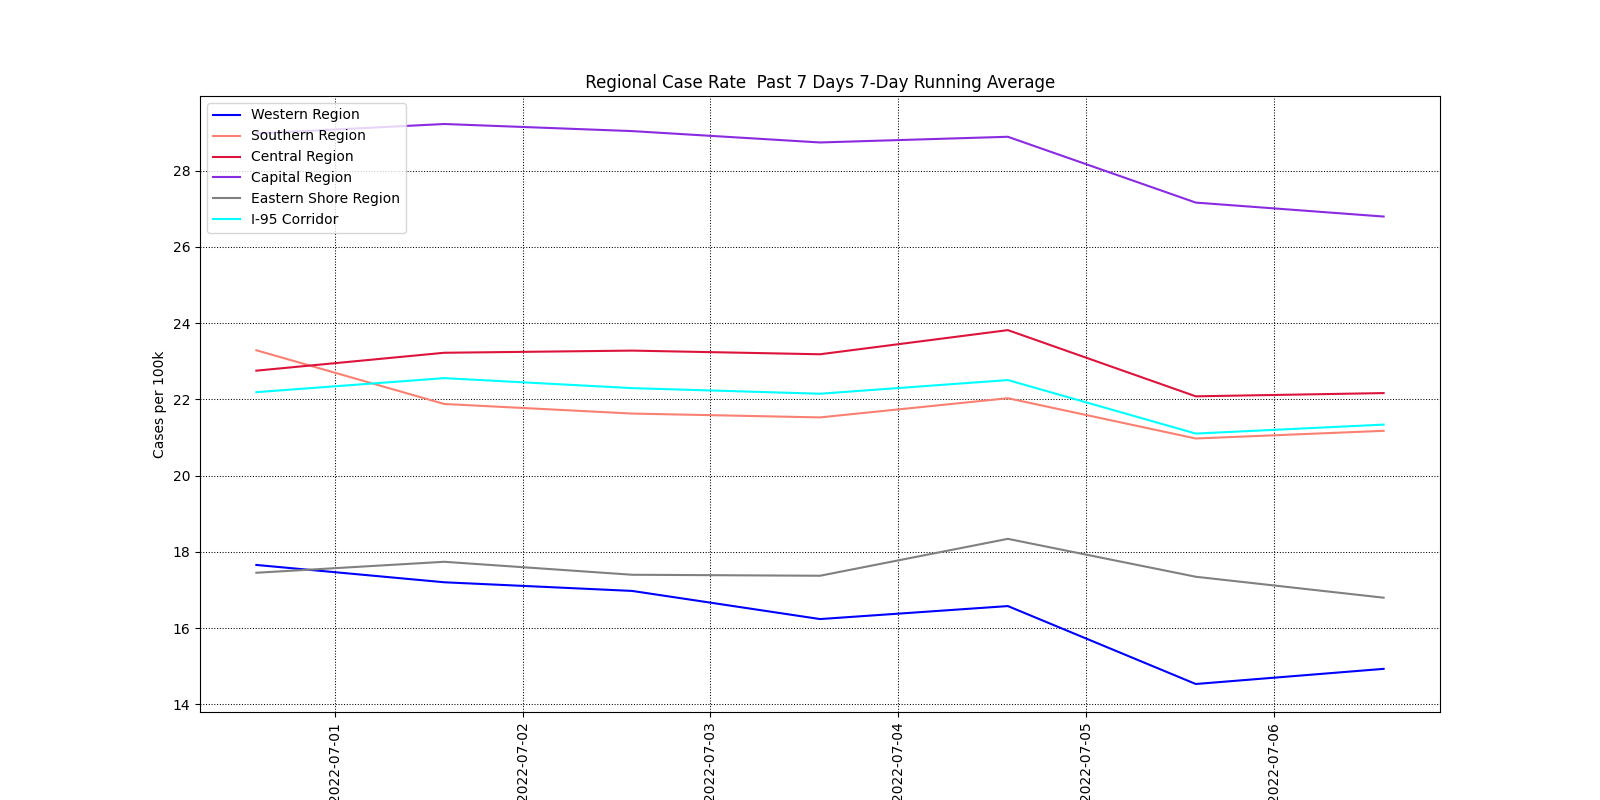 Regional Case Rate  Past 7 Days 7-Day Running Average
Western Region
Southern Region
Central Region
Capital Region
Eastern Shore Region
I-95 Corridor
Cases per 100k
28
26
24
22
20
18
16
14
2022-07-01
2022-07-02
2022-07-03
2022-07-04
2022-07-05
2022-07-06